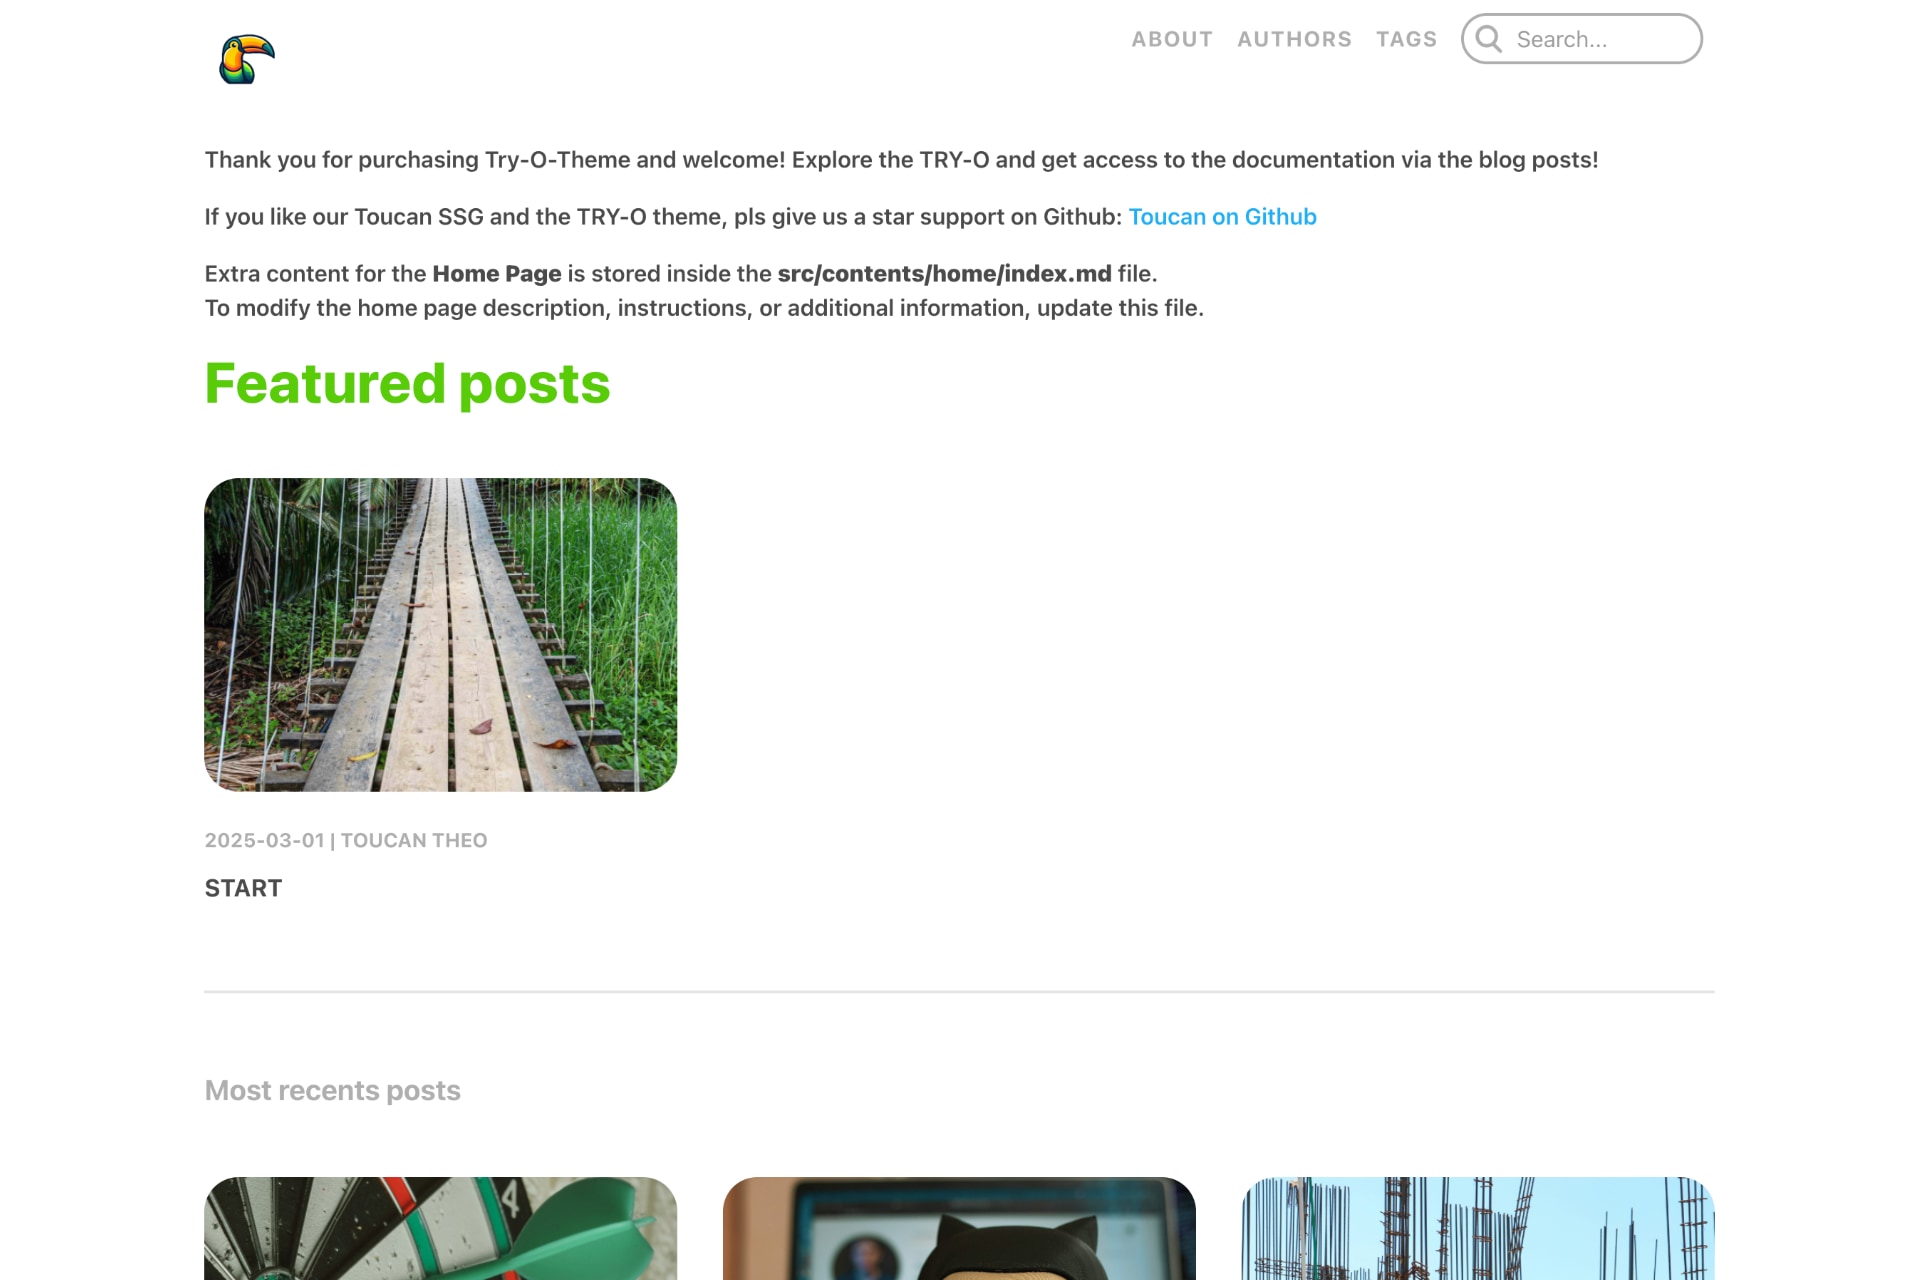 ABOUT AUTHORS TAGS Search...
Thank you for purchasing Try-O-Theme and welcome! Explore the TRY-O and get access to the documentation via the blog posts!
If you like our Toucan SSG and the TRY-O theme, pls give us a star support on Github: Toucan on Github
Extra content for the Home Page is stored inside the src/contents/home/index.md file.
To modify the home page description, instructions, or additional information, update this file.
Featured posts
2025-03-01 | TOUCAN THEO
START
Most recents posts
4